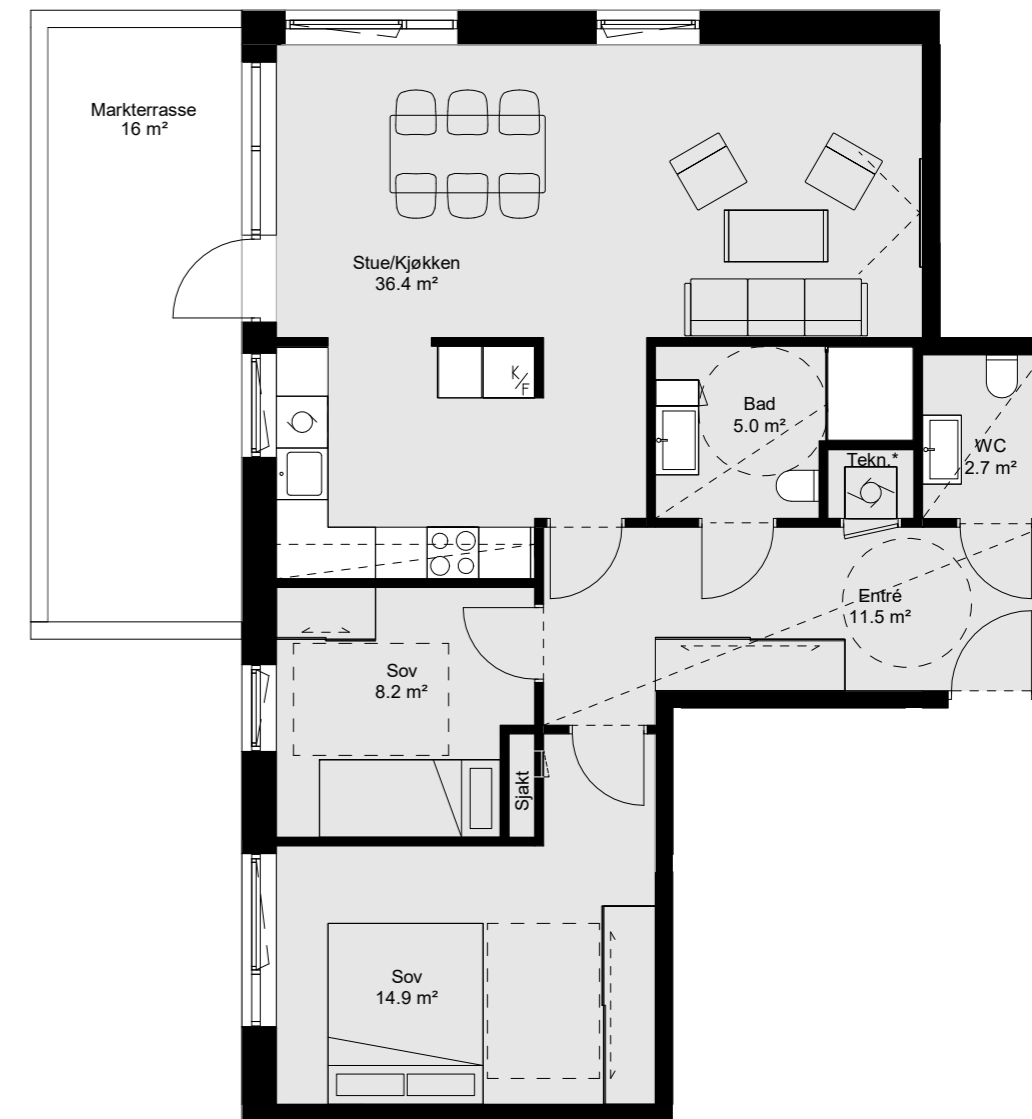 Markterrasse
16 m²
Stue/Kjøkken
36.4 m²
K/F
Bad
5.0 m²
WC
2.7 m²
Tekn.*
Entré
11.5 m²
Sov
8.2 m²
Sjakt
Sov
14.9 m²